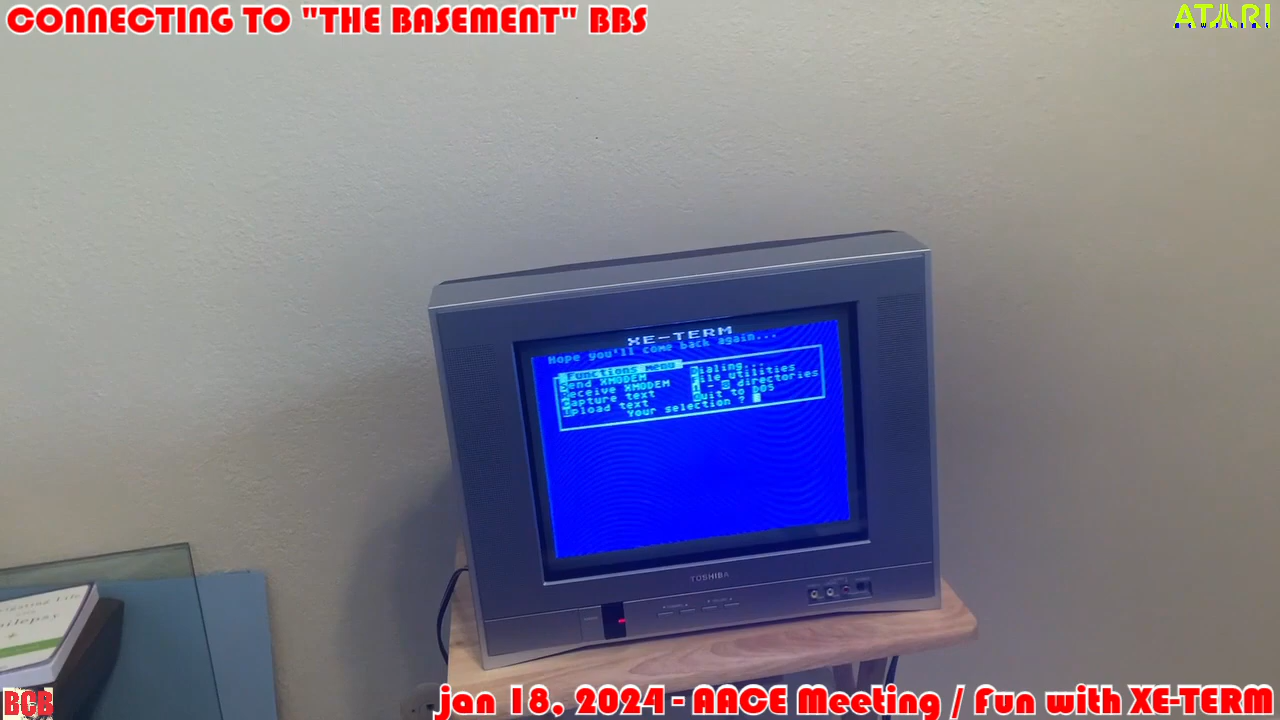 CONNECTING TO "THE BASEMENT" BBS
ATARI
XE-TERM
Hope you'll come back again...
Functions menu
Send XMODEM
Receive XMODEM
Capture text
Upload text
Dialing...
File utilities
1 - 8 directories
Quit to DOS
Your selection ?
TOSHIBA
BCB
jan 18, 2024 - AACE Meeting / Fun with XE-TERM